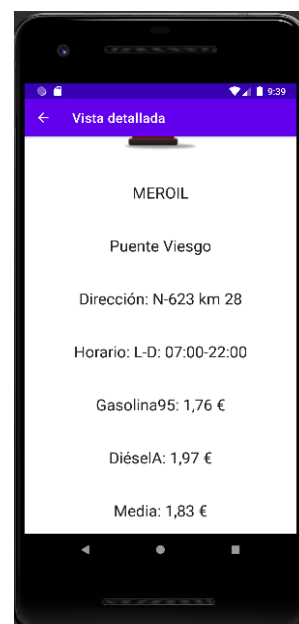 9:39
Vista detallada
MEROIL
Puente Viesgo
Dirección: N-623 km 28
Horario: L-D: 07:00-22:00
Gasolina95: 1,76 €
DiéselA: 1,97 €
Media: 1,83 €